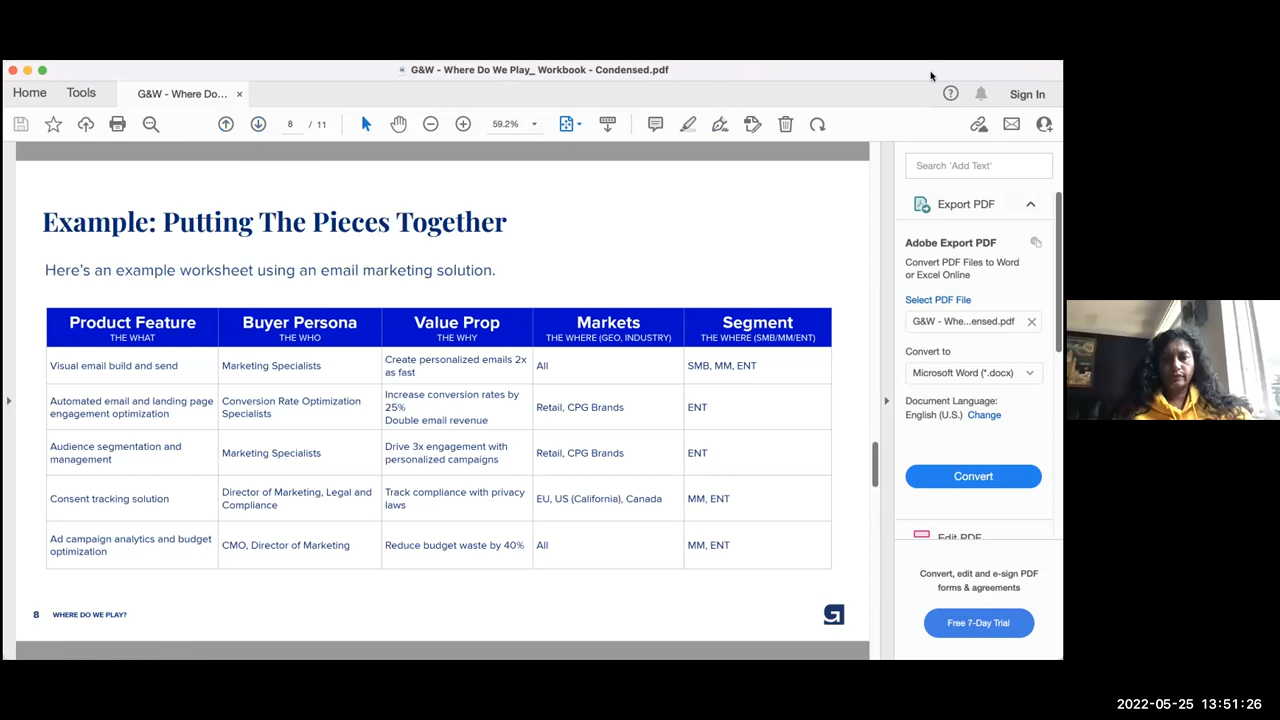 G&W - Where Do We Play_ Workbook - Condensed.pdf
Home Tools G&W - Where Do... × Sign In
8 / 11 59.2%
Search 'Add Text'
Export PDF
Adobe Export PDF
Convert PDF Files to Word
or Excel Online
Select PDF File
G&W - Whe...ensed.pdf
Convert to
Microsoft Word (*.docx)
Document Language:
English (U.S.) Change
Convert
Edit PDF
Convert, edit and e-sign PDF
forms & agreements
Free 7-Day Trial
Example: Putting The Pieces Together
Here's an example worksheet using an email marketing solution.
Product Feature Buyer Persona Value Prop Markets Segment
THE WHAT THE WHO THE WHY THE WHERE (GEO, INDUSTRY) THE WHERE (SMB/MM/ENT)
Visual email build and send
Marketing Specialists
Create personalized emails 2x
as fast
All
SMB, MM, ENT
Automated email and landing page
engagement optimization
Conversion Rate Optimization
Specialists
Increase conversion rates by
25%
Double email revenue
Retail, CPG Brands
ENT
Audience segmentation and
management
Marketing Specialists
Drive 3x engagement with
personalized campaigns
Retail, CPG Brands
ENT
Consent tracking solution
Director of Marketing, Legal and
Compliance
Track compliance with privacy
laws
EU, US (California), Canada
MM, ENT
Ad campaign analytics and budget
optimization
CMO, Director of Marketing
Reduce budget waste by 40%
All
MM, ENT
8 WHERE DO WE PLAY?
2022-05-25 13:51:26